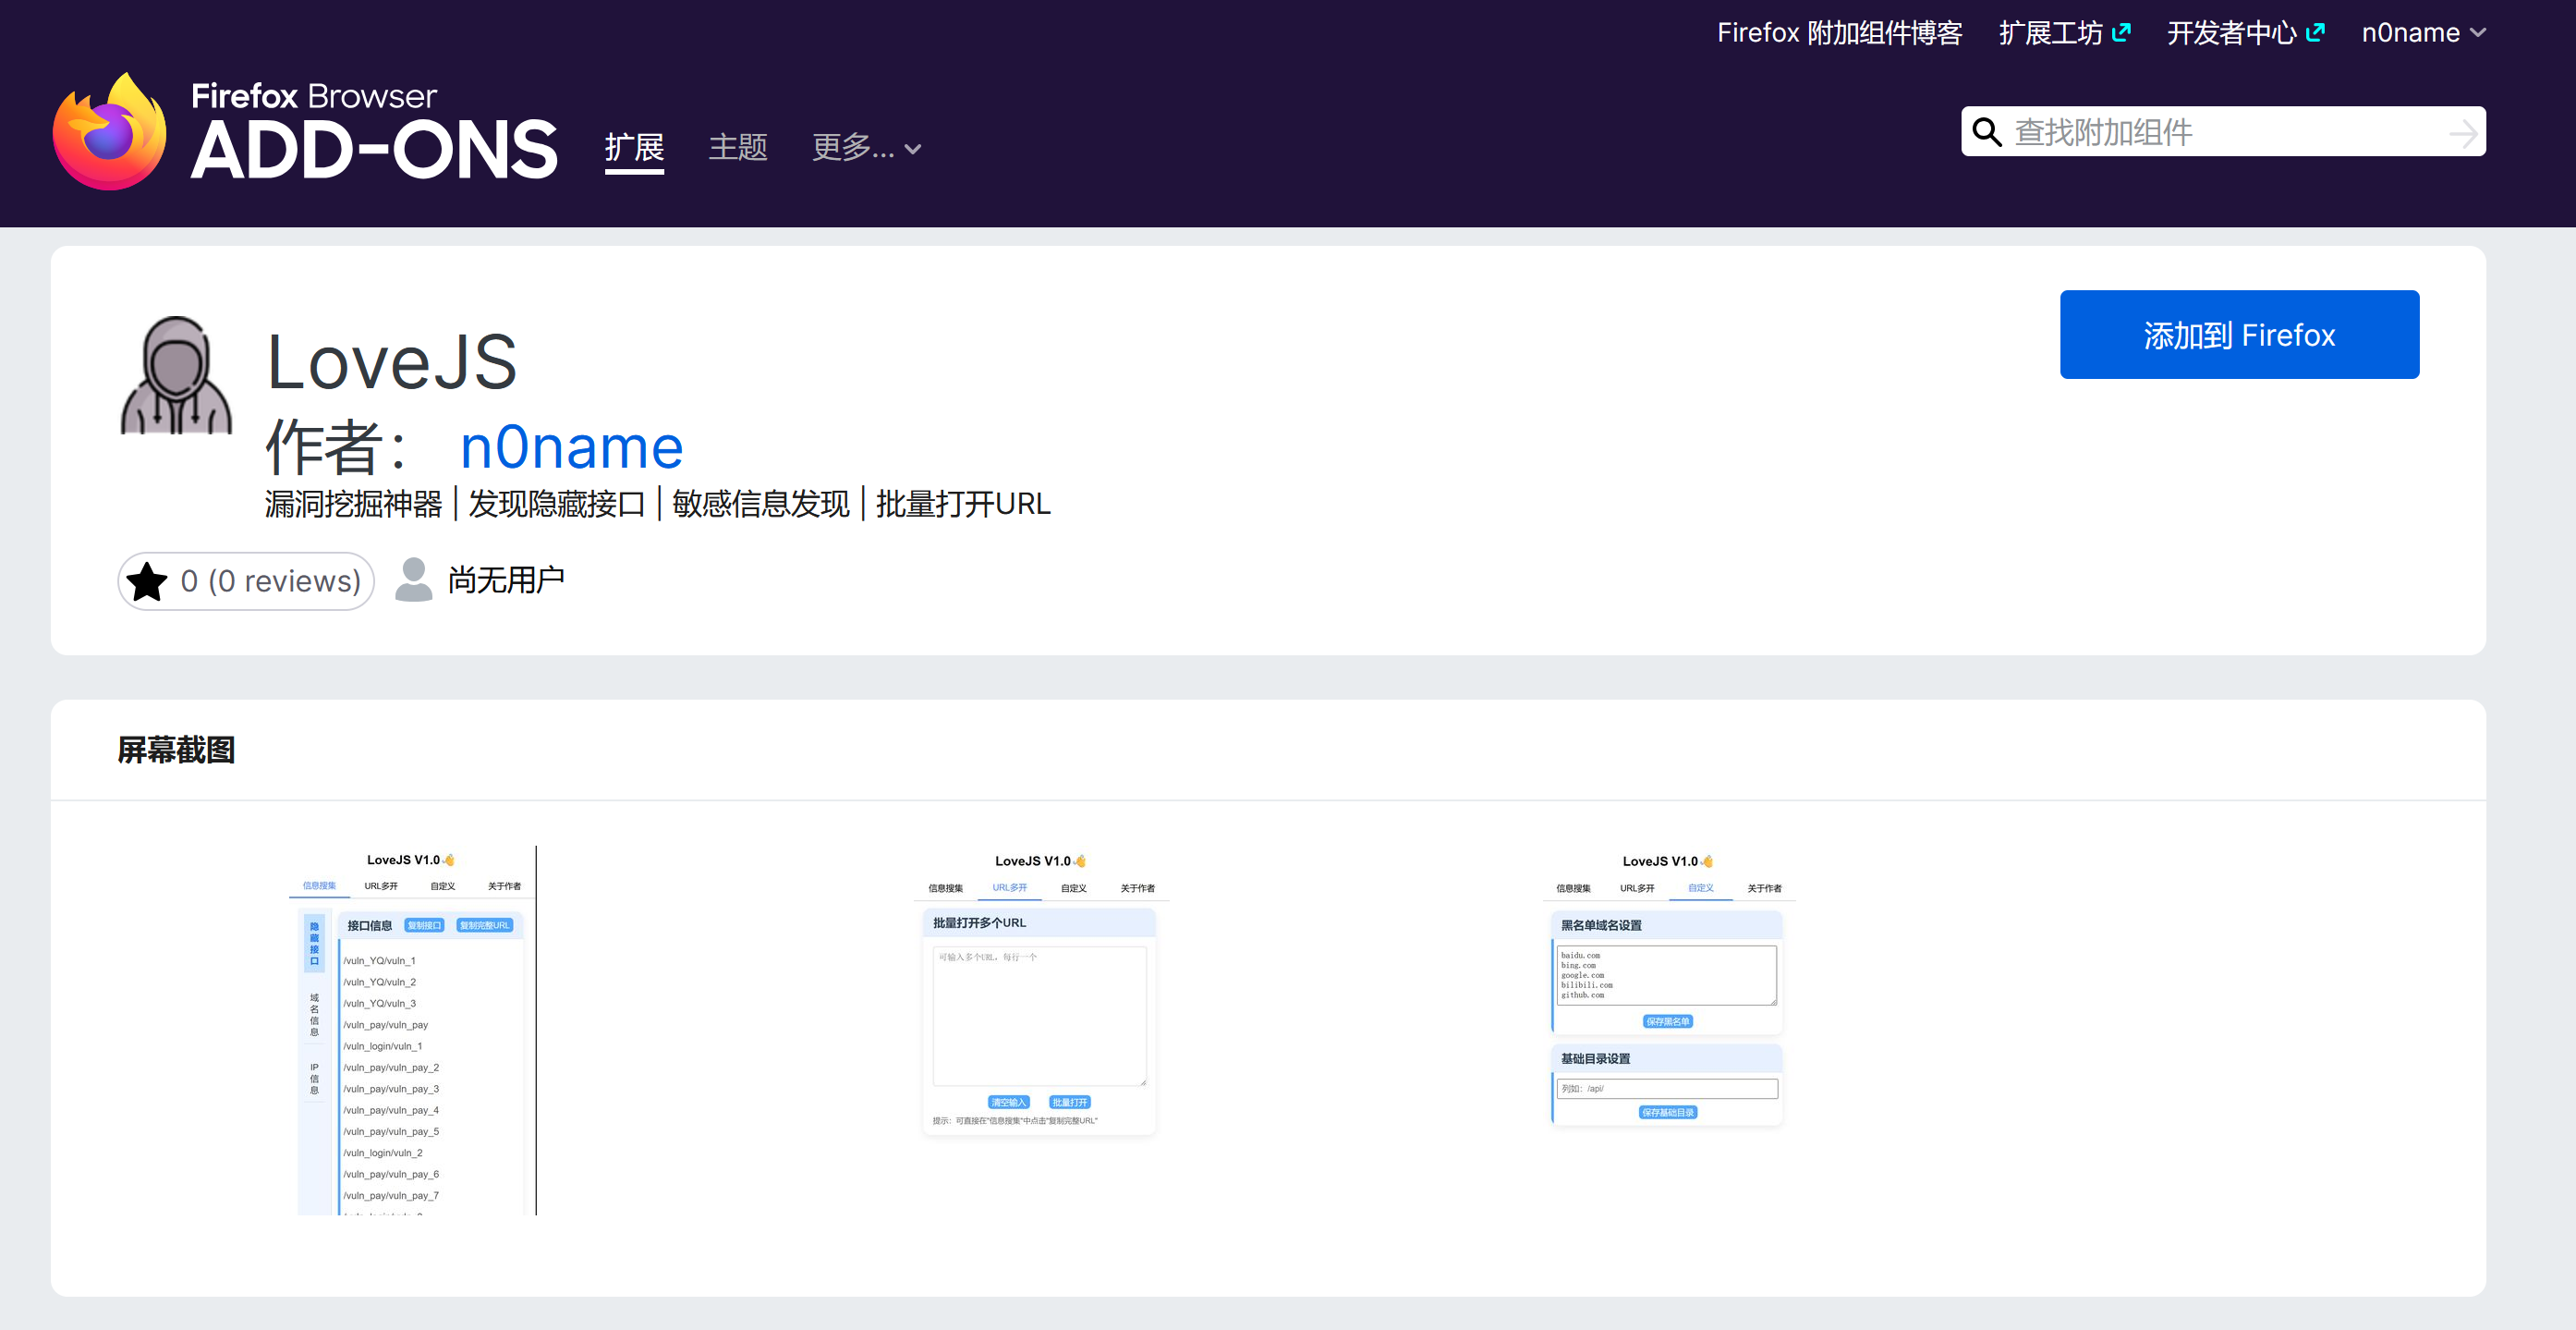 Firefox 附加组件博客 扩展工坊 开发者中心 n0name
Firefox Browser
ADD-ONS
扩展 主题 更多... 查找附加组件
LoveJS
添加到 Firefox
作者： n0name
漏洞挖掘神器 | 发现隐藏接口 | 敏感信息发现 | 批量打开URL
0 (0 reviews) 尚无用户
屏幕截图
LoveJS V1.0
信息搜集 URL多开 自定义 关于作者
隐藏接口
域名信息
IP信息
接口信息 复制接口 复制完整URL
/vuln_YQ/vuln_1
/vuln_YQ/vuln_2
/vuln_YQ/vuln_3
/vuln_pay/vuln_pay
/vuln_login/vuln_1
/vuln_pay/vuln_pay_2
/vuln_pay/vuln_pay_3
/vuln_pay/vuln_pay_4
/vuln_pay/vuln_pay_5
/vuln_login/vuln_2
/vuln_pay/vuln_pay_6
/vuln_pay/vuln_pay_7
LoveJS V1.0
信息搜集 URL多开 自定义 关于作者
批量打开多个URL
可输入多个URL，每行一个
清空输入 批量打开
提示：可直接在"信息搜集"中点击"复制完整URL"
LoveJS V1.0
信息搜集 URL多开 自定义 关于作者
黑名单域名设置
baidu.com
bing.com
google.com
bilibili.com
github.com
保存黑名单
基础目录设置
列如：/api/
保存基础目录